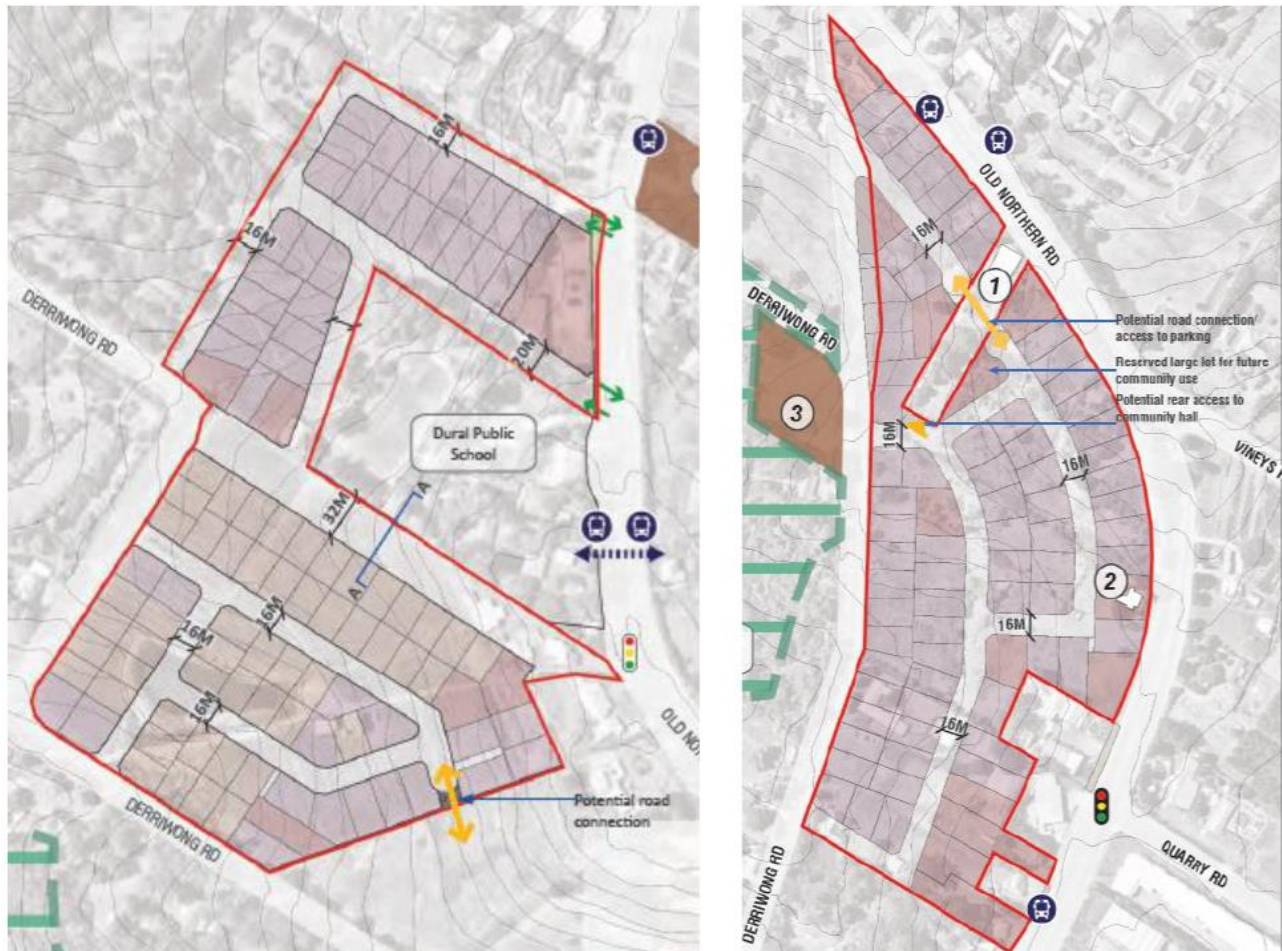 16M
16M
DERRIWONG RD
20M
Dural Public
School
A
32M
A
16M
16M
16M
OLD NO
Potential road
connection
DERRIWONG RD
OLD NORTHERN RD
16M
1
DERRIWONG RD
Potential road connection/
access to parking
Reserved large lot for future
community use
Potential rear access to
community hall
3
16M
16M
VINEYS
2
16M
16M
QUARRY RD
DERRIWONG RD